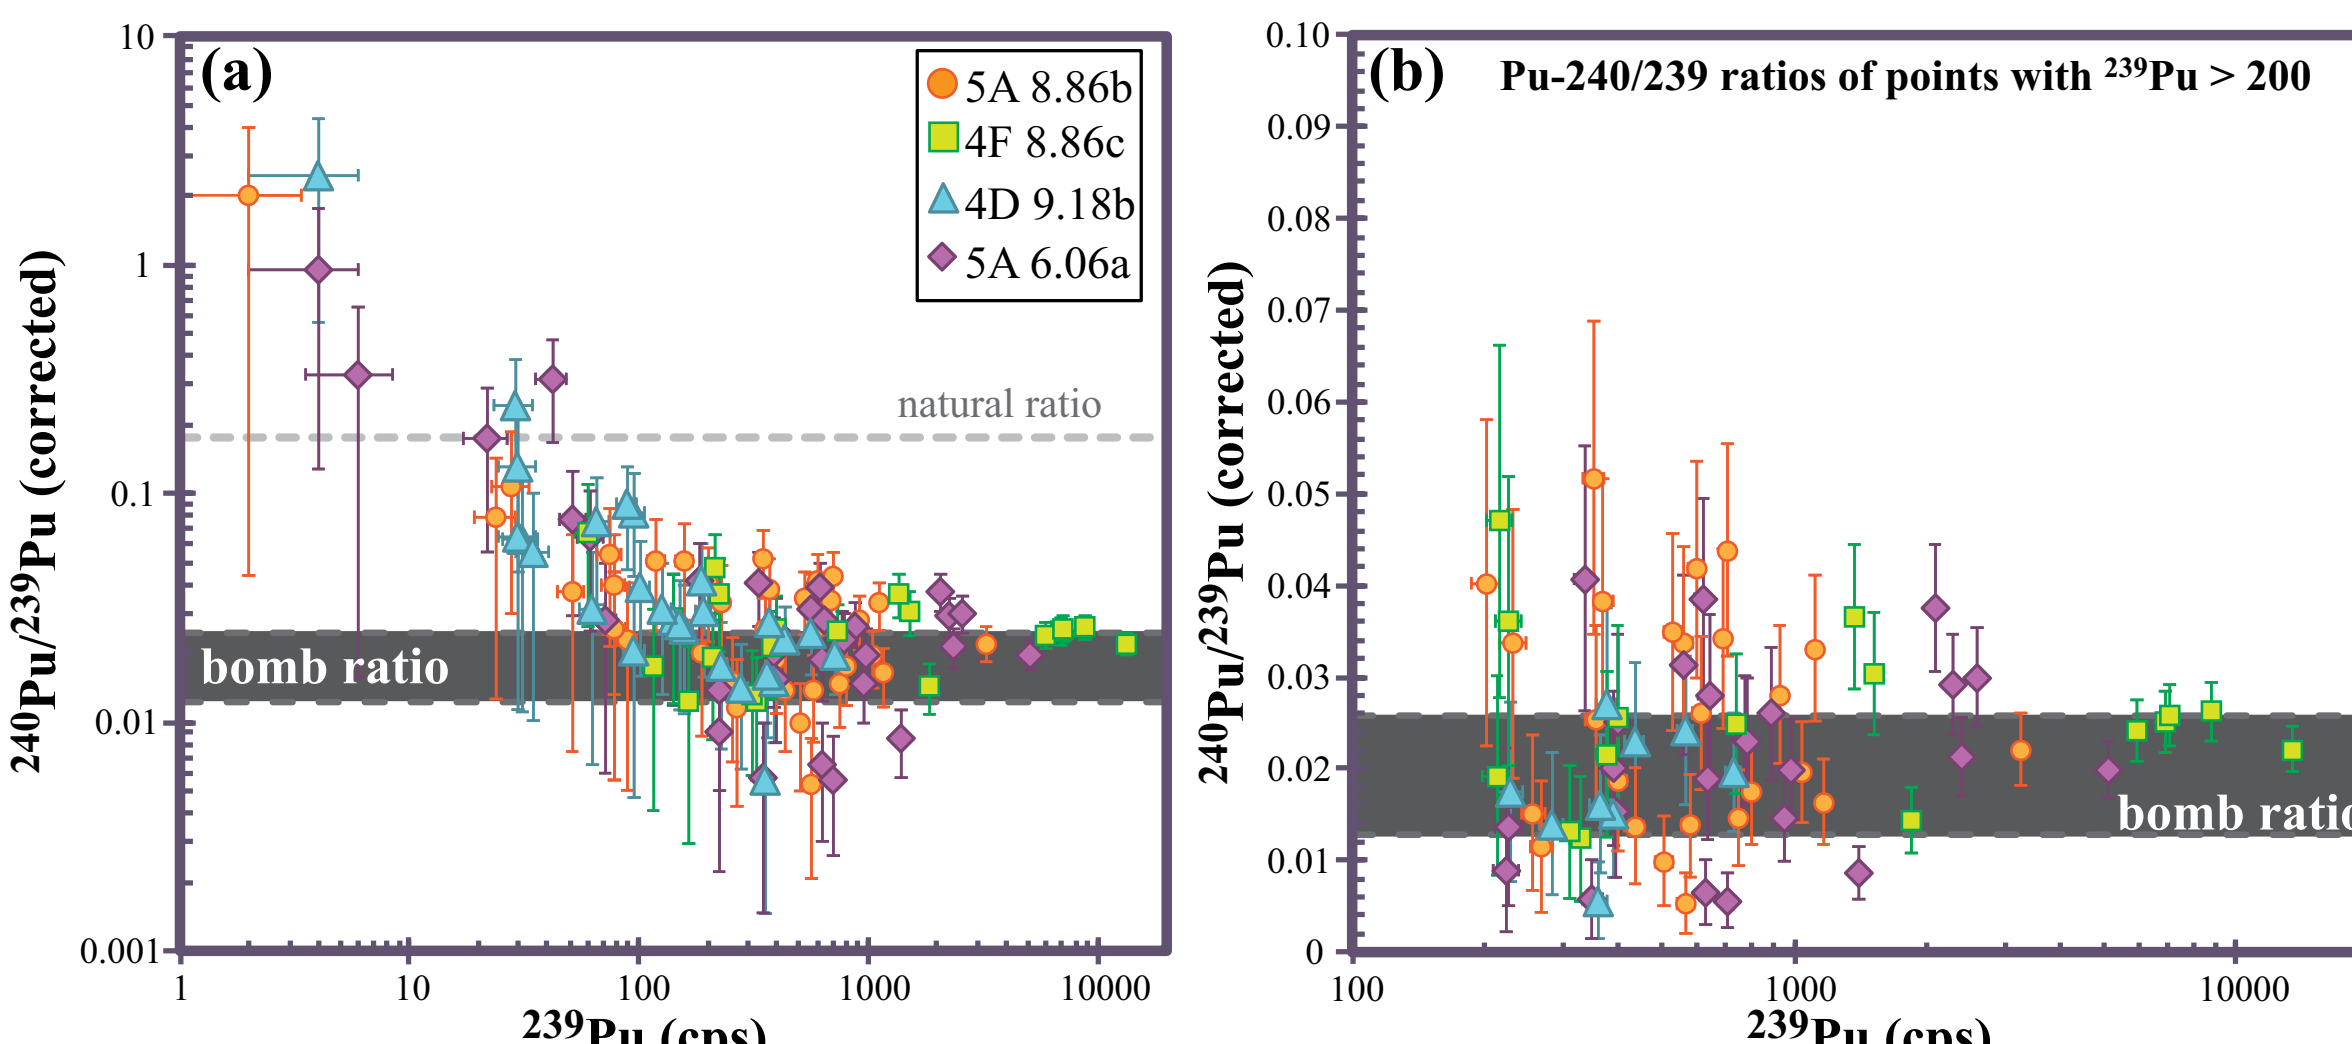 (a)
10
1
0.1
0.01
0.001
²⁴⁰Pu/²³⁹Pu (corrected)
5A 8.86b
4F 8.86c
4D 9.18b
5A 6.06a
natural ratio
bomb ratio
1 10 100 1000 10000
²³⁹Pu (cps)
(b)
Pu-240/239 ratios of points with ²³⁹Pu > 200
0.10
0.09
0.08
0.07
0.06
0.05
0.04
0.03
0.02
0.01
0
²⁴⁰Pu/²³⁹Pu (corrected)
bomb ratio
100 1000 10000
²³⁹Pu (cps)